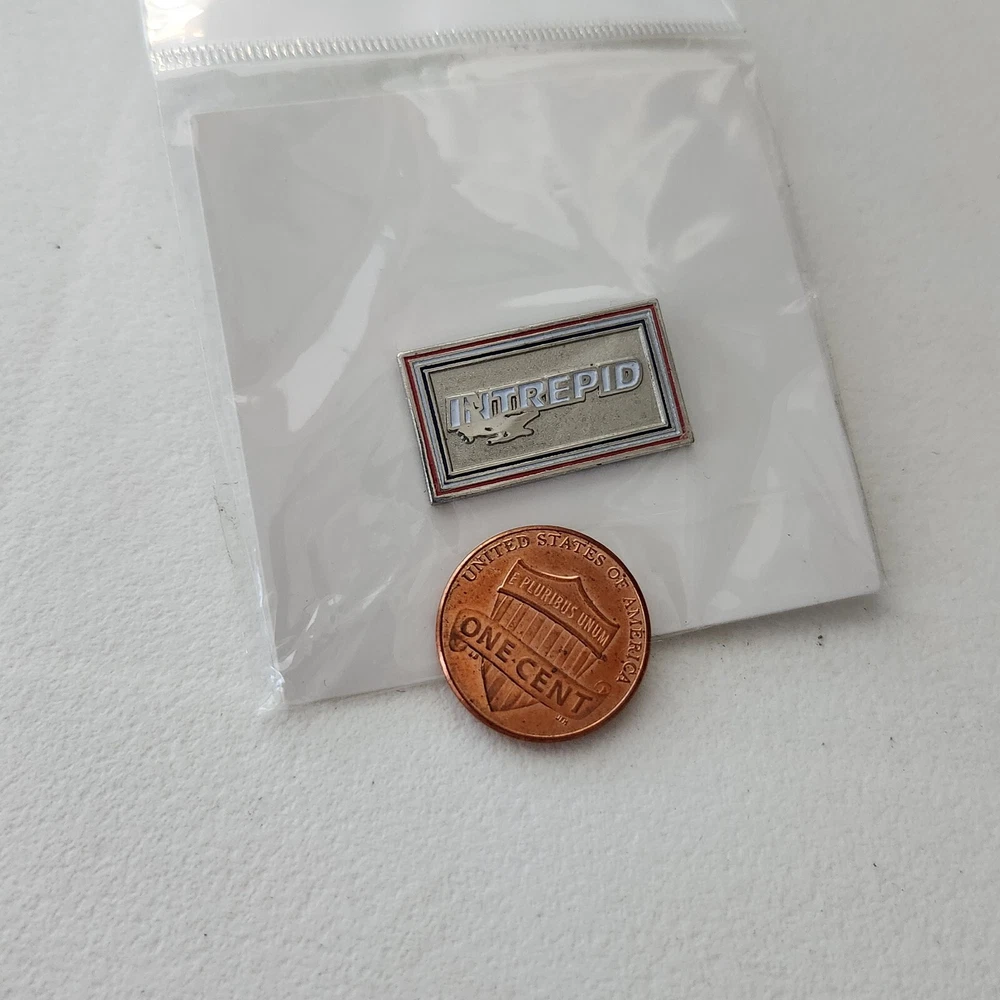 INTREPID
UNITED STATES OF AMERICA
E PLURIBUS UNUM
ONE CENT